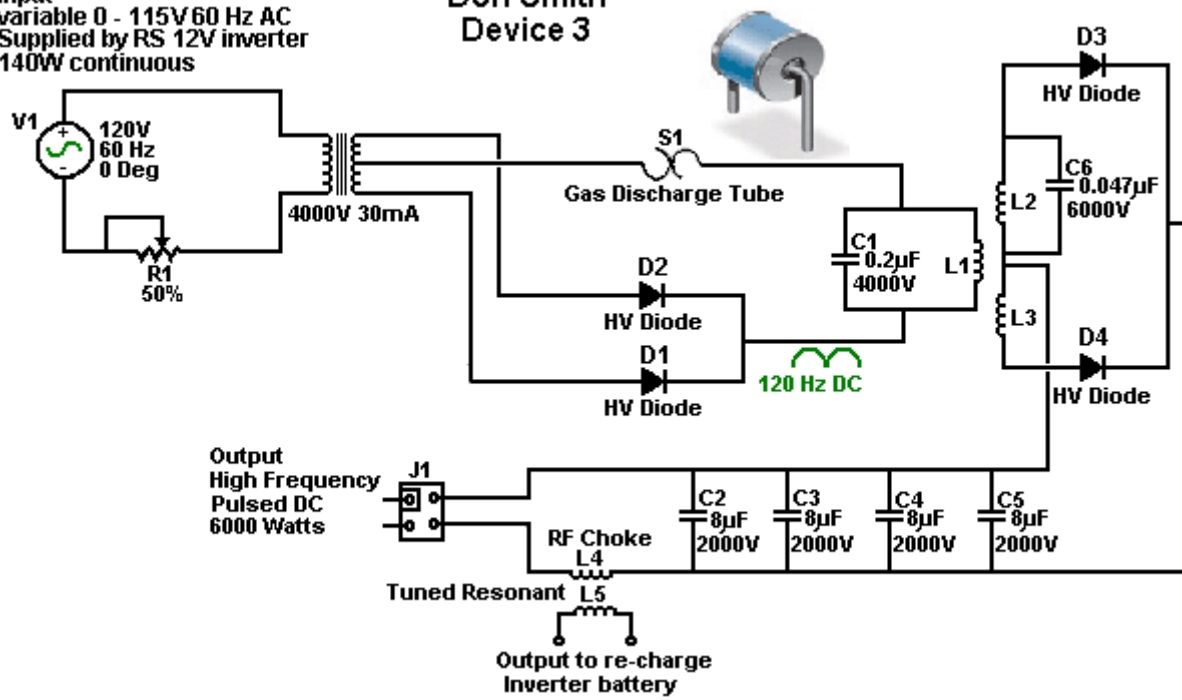 variable 0 - 115V 60 Hz AC
Supplied by RS 12V inverter
140W continuous
Device 3
V1
120V
60 Hz
0 Deg
R1
50%
4000V 30mA
S1
Gas Discharge Tube
D2
HV Diode
D1
HV Diode
120 Hz DC
C1
0.2µF
4000V
L1
L2
L3
C6
0.047µF
6000V
D3
HV Diode
D4
HV Diode
Output
High Frequency
Pulsed DC
6000 Watts
J1
C2
8µF
2000V
C3
8µF
2000V
C4
8µF
2000V
C5
8µF
2000V
RF Choke
L4
Tuned Resonant
L5
Output to re-charge
Inverter battery